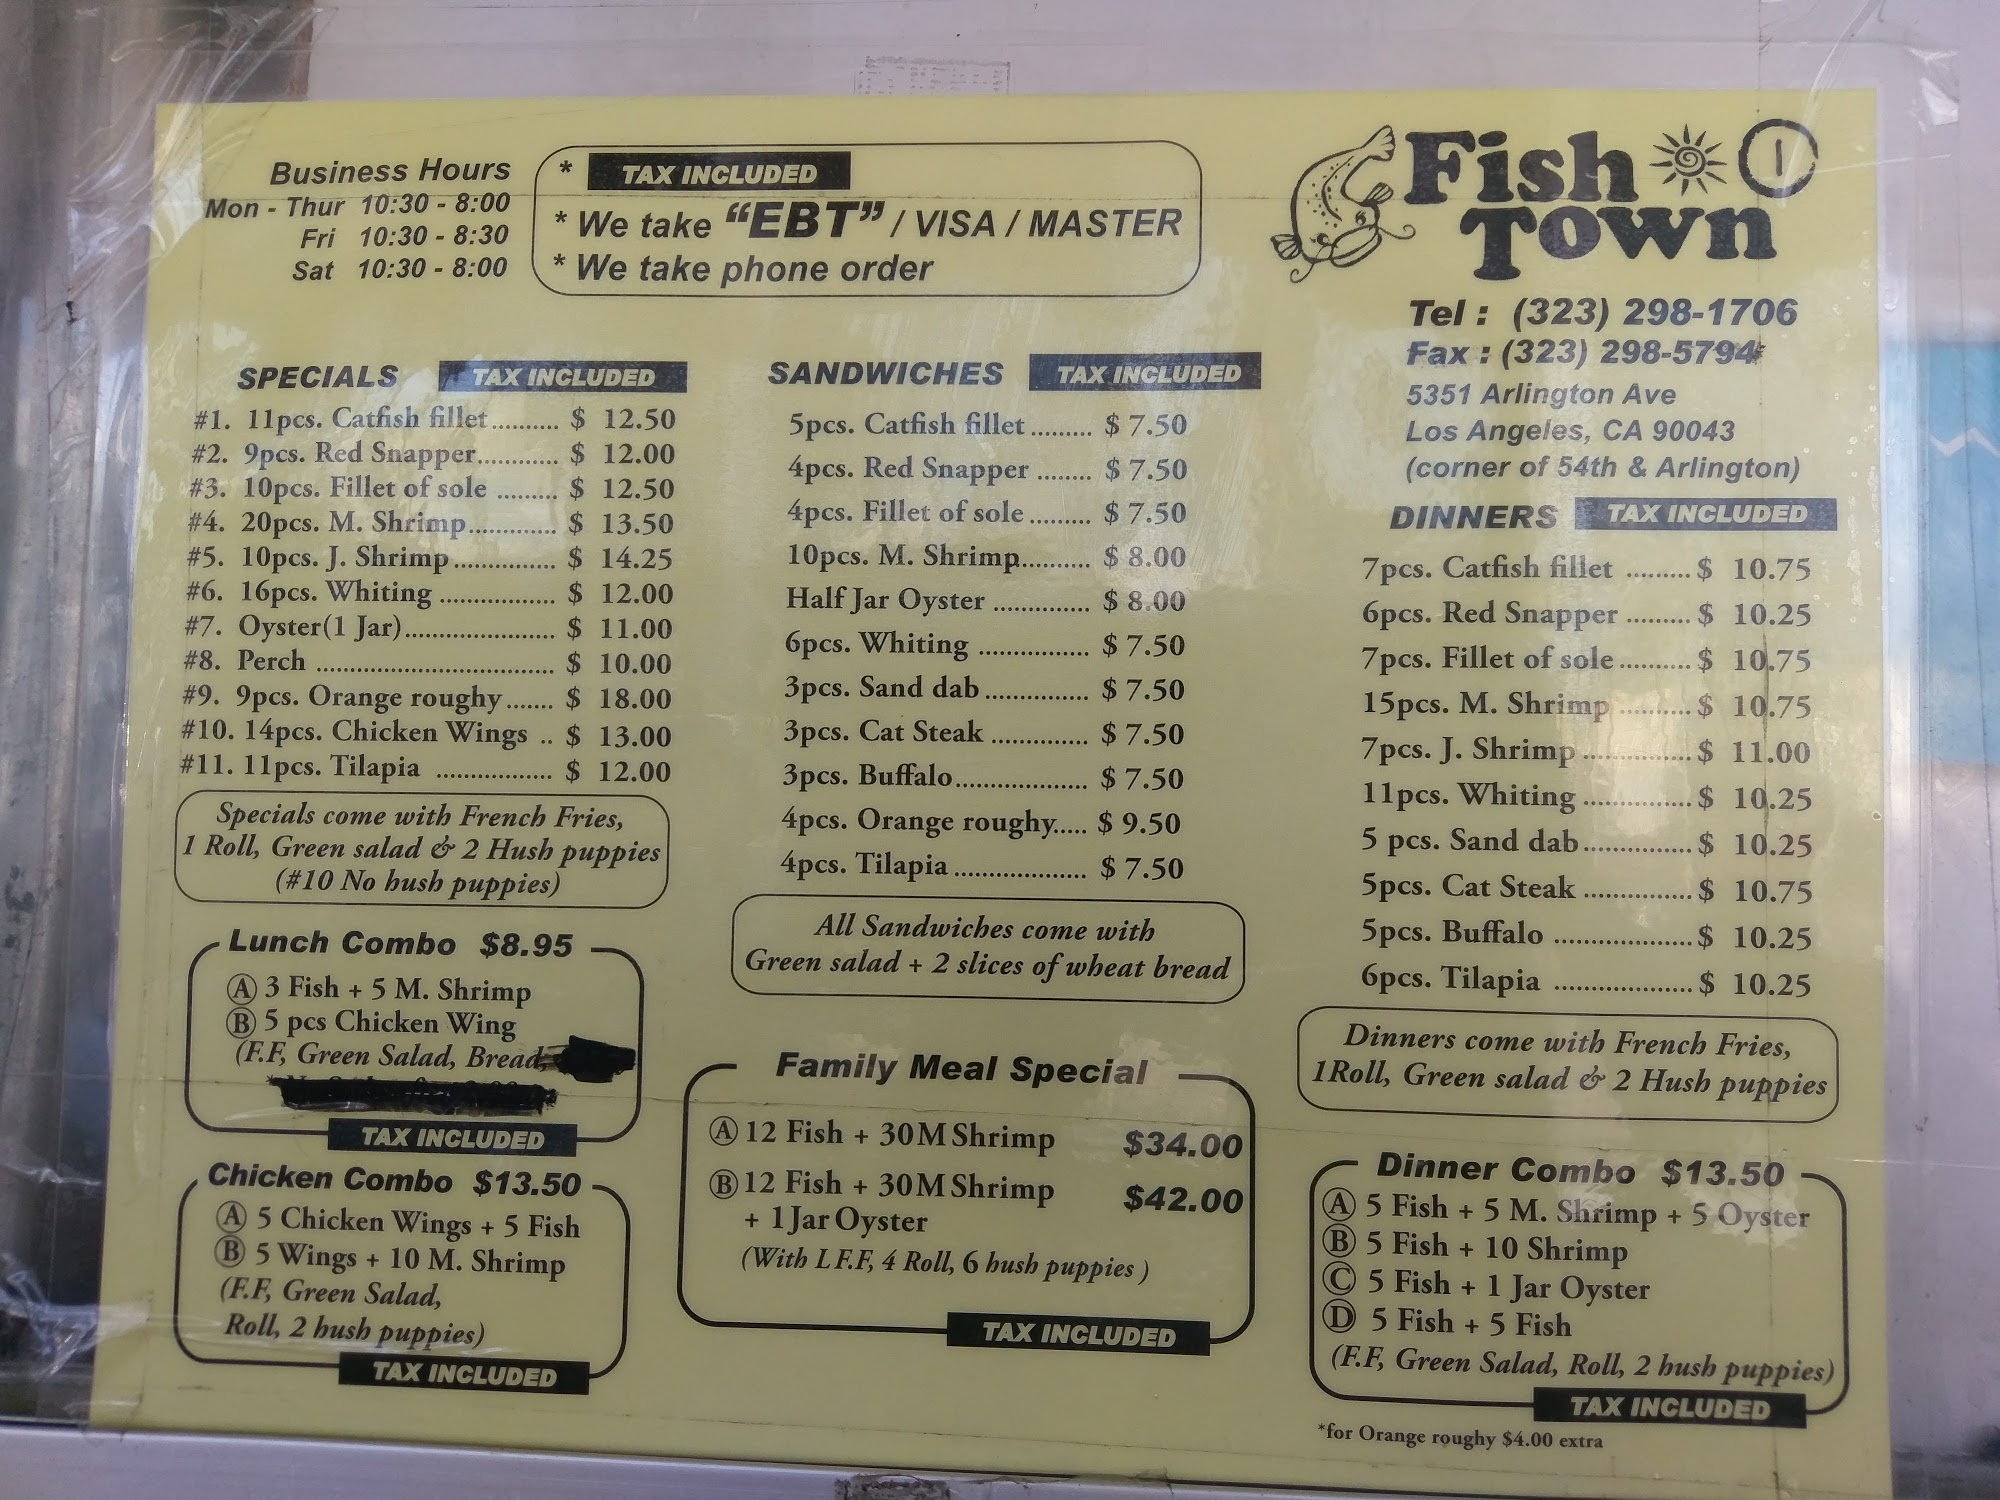 Business Hours
Mon - Thur 10:30 - 8:00
Fri 10:30 - 8:30
Sat 10:30 - 8:00
* TAX INCLUDED
* We take “EBT” / VISA / MASTER
* We take phone order
Fish 1
Town
Tel : (323) 298-1706
Fax : (323) 298-5794
5351 Arlington Ave
Los Angeles, CA 90043
(corner of 54th & Arlington)
SPECIALS TAX INCLUDED
#1. 11pcs. Catfish fillet .......... $ 12.50
#2. 9pcs. Red Snapper............ $ 12.00
#3. 10pcs. Fillet of sole ......... $ 12.50
#4. 20pcs. M. Shrimp............. $ 13.50
#5. 10pcs. J. Shrimp............... $ 14.25
#6. 16pcs. Whiting ................. $ 12.00
#7. Oyster(1 Jar)...................... $ 11.00
#8. Perch ................................... $ 10.00
#9. 9pcs. Orange roughy....... $ 18.00
#10. 14pcs. Chicken Wings .. $ 13.00
#11. 11pcs. Tilapia ................. $ 12.00
Specials come with French Fries,
1 Roll, Green salad & 2 Hush puppies
(#10 No hush puppies)
Lunch Combo $8.95
Ⓐ 3 Fish + 5 M. Shrimp
Ⓑ 5 pcs Chicken Wing
(F.F, Green Salad, Bread,
TAX INCLUDED
Chicken Combo $13.50
Ⓐ 5 Chicken Wings + 5 Fish
Ⓑ 5 Wings + 10 M. Shrimp
(F.F, Green Salad,
Roll, 2 hush puppies)
TAX INCLUDED
SANDWICHES TAX INCLUDED
5pcs. Catfish fillet ......... $ 7.50
4pcs. Red Snapper ........ $ 7.50
4pcs. Fillet of sole ......... $ 7.50
10pcs. M. Shrimp.......... $ 8.00
Half Jar Oyster .............. $ 8.00
6pcs. Whiting ................ $ 7.50
3pcs. Sand dab ............... $ 7.50
3pcs. Cat Steak .............. $ 7.50
3pcs. Buffalo................... $ 7.50
4pcs. Orange roughy..... $ 9.50
4pcs. Tilapia ................... $ 7.50
All Sandwiches come with
Green salad + 2 slices of wheat bread
Family Meal Special
Ⓐ 12 Fish + 30M Shrimp $34.00
Ⓑ 12 Fish + 30M Shrimp $42.00
+ 1Jar Oyster
(With L F.F, 4 Roll, 6 hush puppies )
TAX INCLUDED
DINNERS TAX INCLUDED
7pcs. Catfish fillet ......... $ 10.75
6pcs. Red Snapper ......... $ 10.25
7pcs. Fillet of sole .......... $ 10.75
15pcs. M. Shrimp .......... $ 10.75
7pcs. J. Shrimp ............... $ 11.00
11pcs. Whiting ............... $ 10.25
5 pcs. Sand dab ............... $ 10.25
5pcs. Cat Steak ............... $ 10.75
5pcs. Buffalo ................... $ 10.25
6pcs. Tilapia ................... $ 10.25
Dinners come with French Fries,
1Roll, Green salad & 2 Hush puppies
Dinner Combo $13.50
Ⓐ 5 Fish + 5 M. Shrimp + 5 Oyster
Ⓑ 5 Fish + 10 Shrimp
Ⓒ 5 Fish + 1 Jar Oyster
Ⓓ 5 Fish + 5 Fish
(F.F, Green Salad, Roll, 2 hush puppies)
TAX INCLUDED
*for Orange roughy $4.00 extra